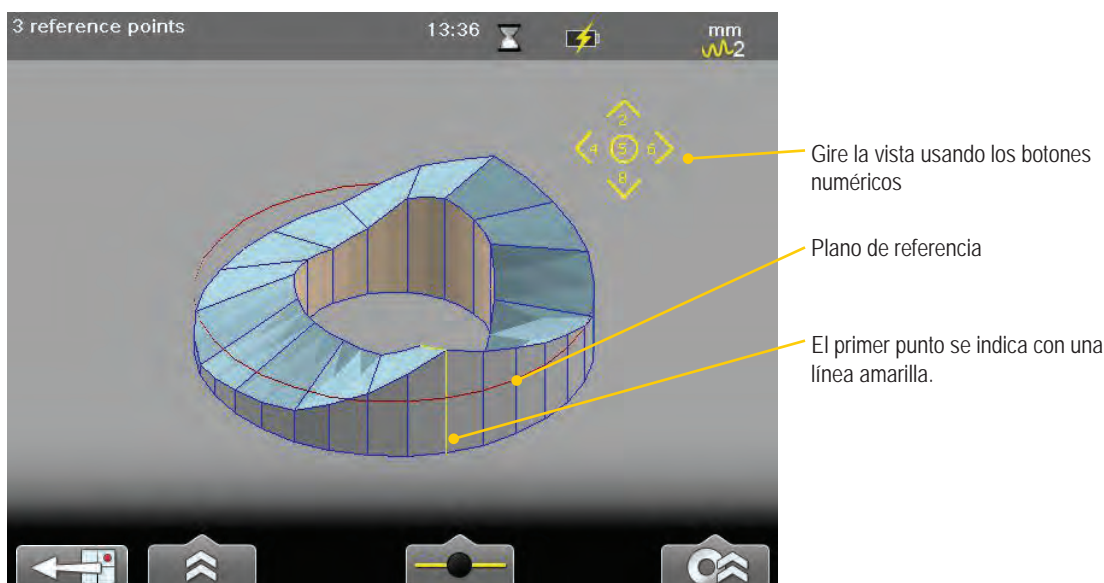 3 reference points
13:36
mm
2
2
4 5 6
8
Gire la vista usando los botones
numéricos
Plano de referencia
El primer punto se indica con una
línea amarilla.